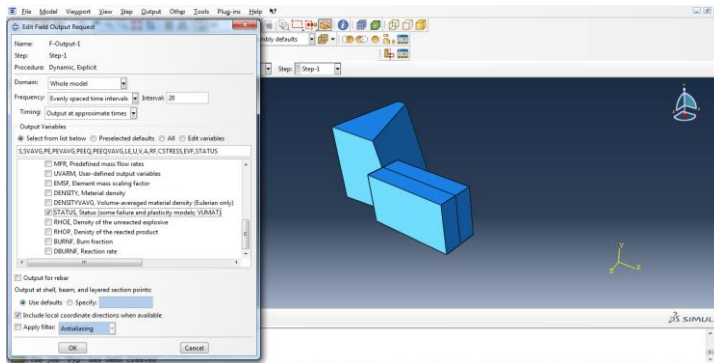 File Model Viewport View Step Output Other Tools Plug-ins Help
Edit Field Output Request
Name: F-Output-1
Step: Step-1
Procedure: Dynamic, Explicit
Domain: Whole model
Frequency: Evenly spaced time intervals Interval: 20
Timing: Output at approximate times
Output Variables
Select from list below Preselected defaults All Edit variables
S,SVAVG,PE,PEVAVG,PEEQ,PEEQVAVG,LE,U,V,A,RF,CSTRESS,EVF,STATUS
MFR, Predefined mass flow rates
UVARM, User-defined output variables
EMSF, Element mass scaling factor
DENSITY, Material density
DENSITYVAVG, Volume-averaged material density (Eulerian only)
STATUS, Status (some failure and plasticity models; VUMAT)
RHOE, Density of the unreacted explosive
RHOP, Density of the reacted product
BURNF, Burn fraction
DBURNF, Reaction rate
Output for rebar
Output at shell, beam, and layered section points:
Use defaults Specify:
Include local coordinate directions when available
Apply filter: Antialiasing
OK Cancel
mbly defaults
Step: Step-1
Y
Z
X
SIMUL